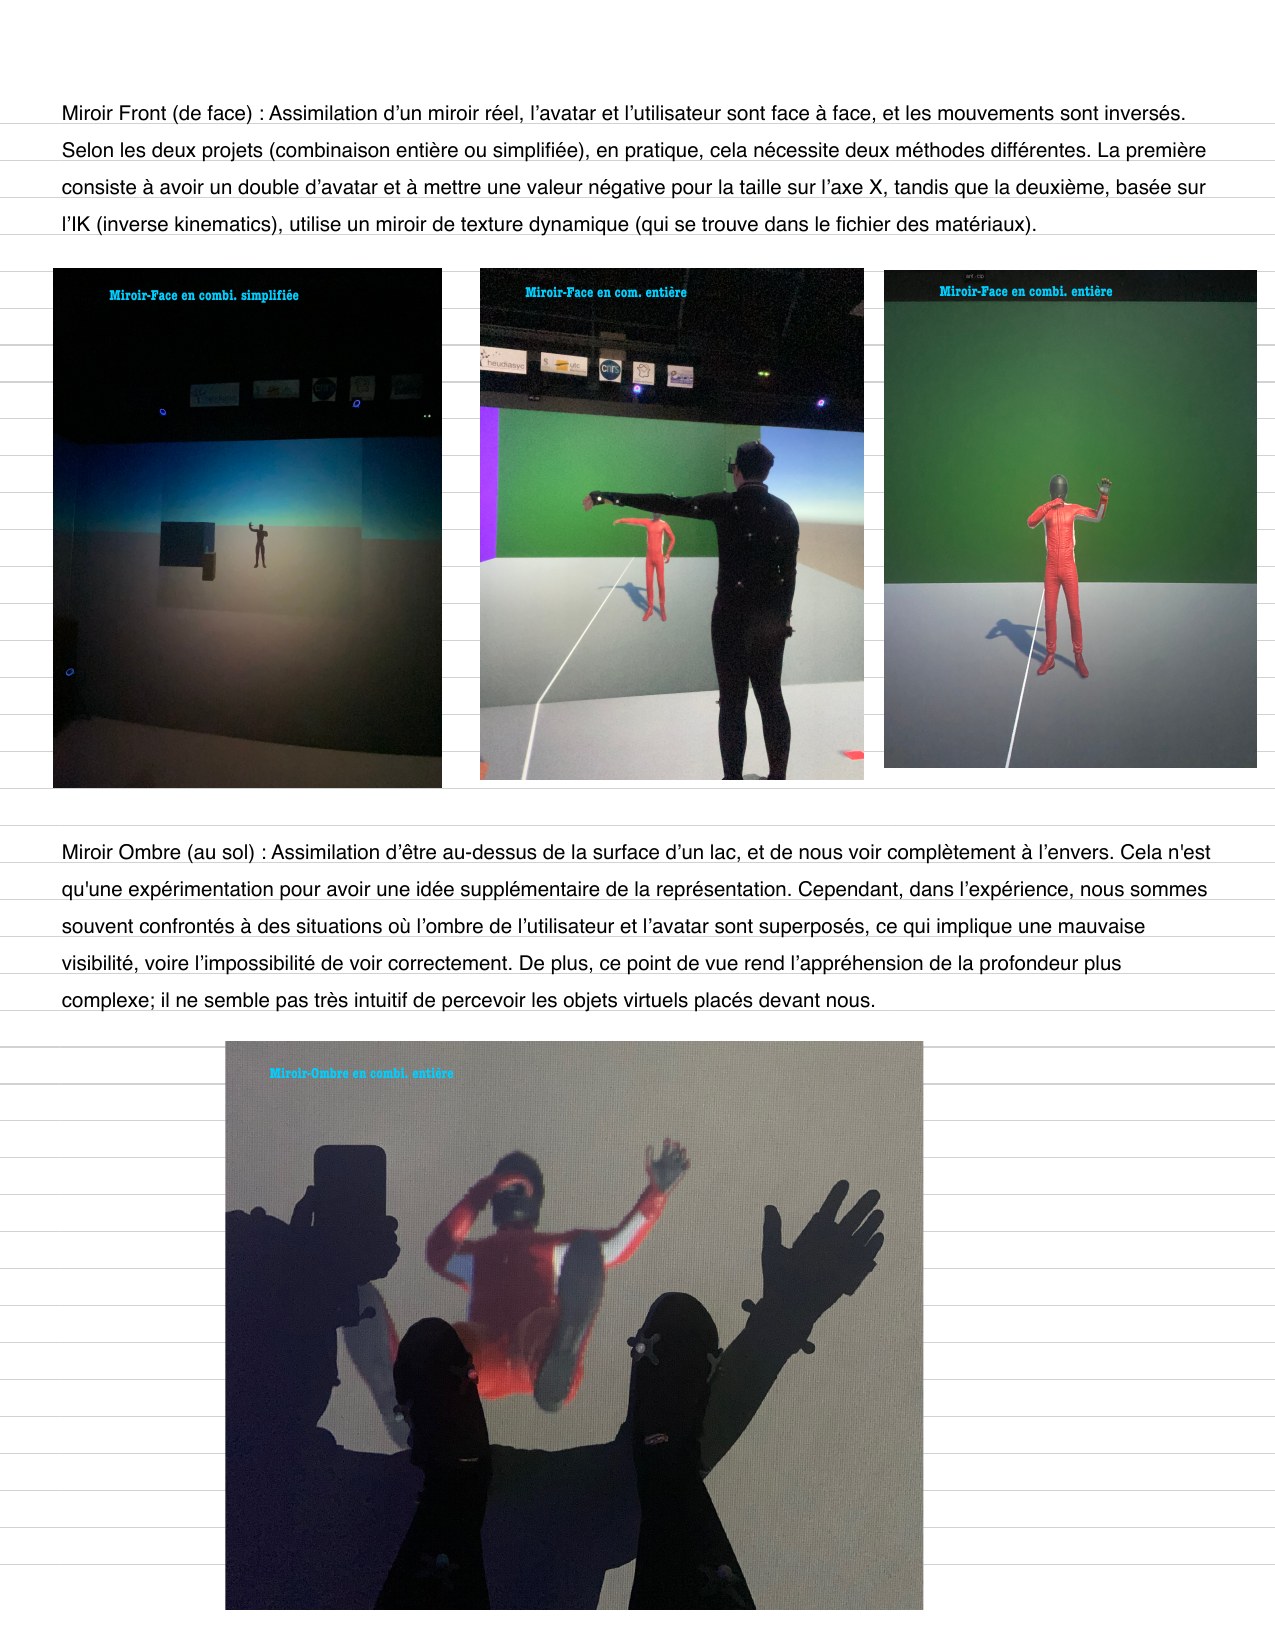 Miroir Front (de face) : Assimilation d’un miroir réel, l’avatar et l’utilisateur sont face à face, et les mouvements sont inversés.
Selon les deux projets (combinaison entière ou simplifiée), en pratique, cela nécessite deux méthodes différentes. La première
consiste à avoir un double d’avatar et à mettre une valeur négative pour la taille sur l’axe X, tandis que la deuxième, basée sur
l’IK (inverse kinematics), utilise un miroir de texture dynamique (qui se trouve dans le fichier des matériaux).
Miroir-Face en combi. simplifiée
Miroir-Face en com. entière
heudiasyc
utc
cnrs
Miroir-Face en combi. entière
Miroir Ombre (au sol) : Assimilation d’être au-dessus de la surface d’un lac, et de nous voir complètement à l’envers. Cela n'est
qu'une expérimentation pour avoir une idée supplémentaire de la représentation. Cependant, dans l’expérience, nous sommes
souvent confrontés à des situations où l’ombre de l’utilisateur et l’avatar sont superposés, ce qui implique une mauvaise
visibilité, voire l’impossibilité de voir correctement. De plus, ce point de vue rend l’appréhension de la profondeur plus
complexe; il ne semble pas très intuitif de percevoir les objets virtuels placés devant nous.
Miroir-Ombre en combi. entière